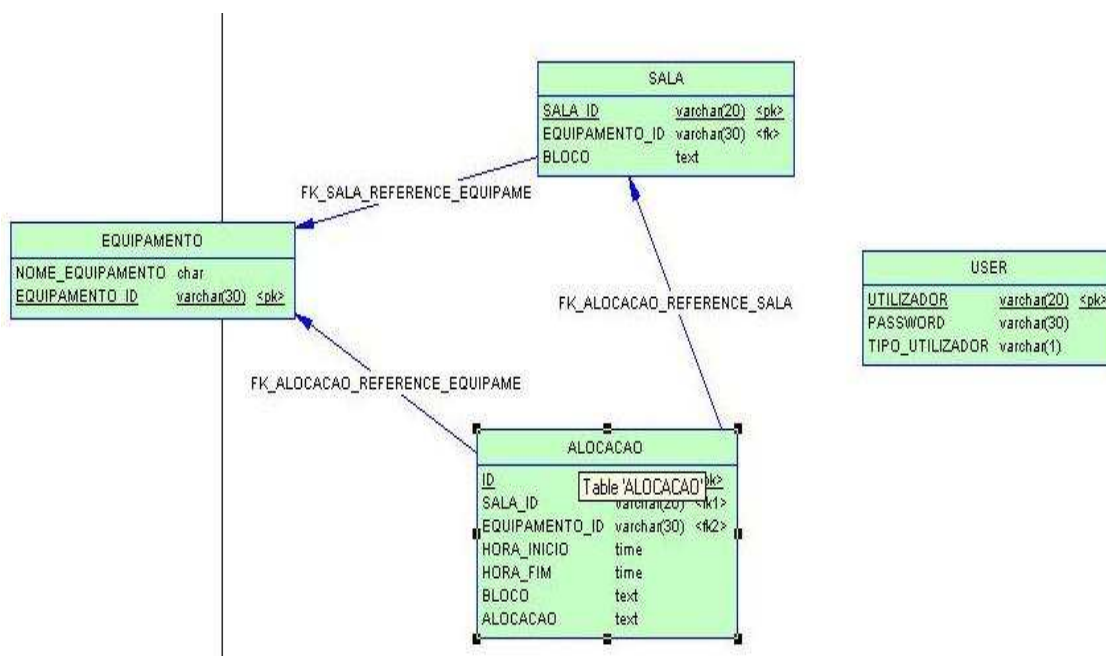 SALA
SALA_ID varchar(20) <pk>
EQUIPAMENTO_ID varchar(30) <fk>
BLOCO text
FK_SALA_REFERENCE_EQUIPAME
EQUIPAMENTO
NOME_EQUIPAMENTO char
EQUIPAMENTO_ID varchar(30) <pk>
FK_ALOCACAO_REFERENCE_SALA
USER
UTILIZADOR varchar(20) <pk>
PASSWORD varchar(30)
TIPO_UTILIZADOR varchar(1)
FK_ALOCACAO_REFERENCE_EQUIPAME
ALOCACAO
ID
Table 'ALOCACAO'
SALA_ID varchar(20) <fk1>
EQUIPAMENTO_ID varchar(30) <fk2>
HORA_INICIO time
HORA_FIM time
BLOCO text
ALOCACAO text